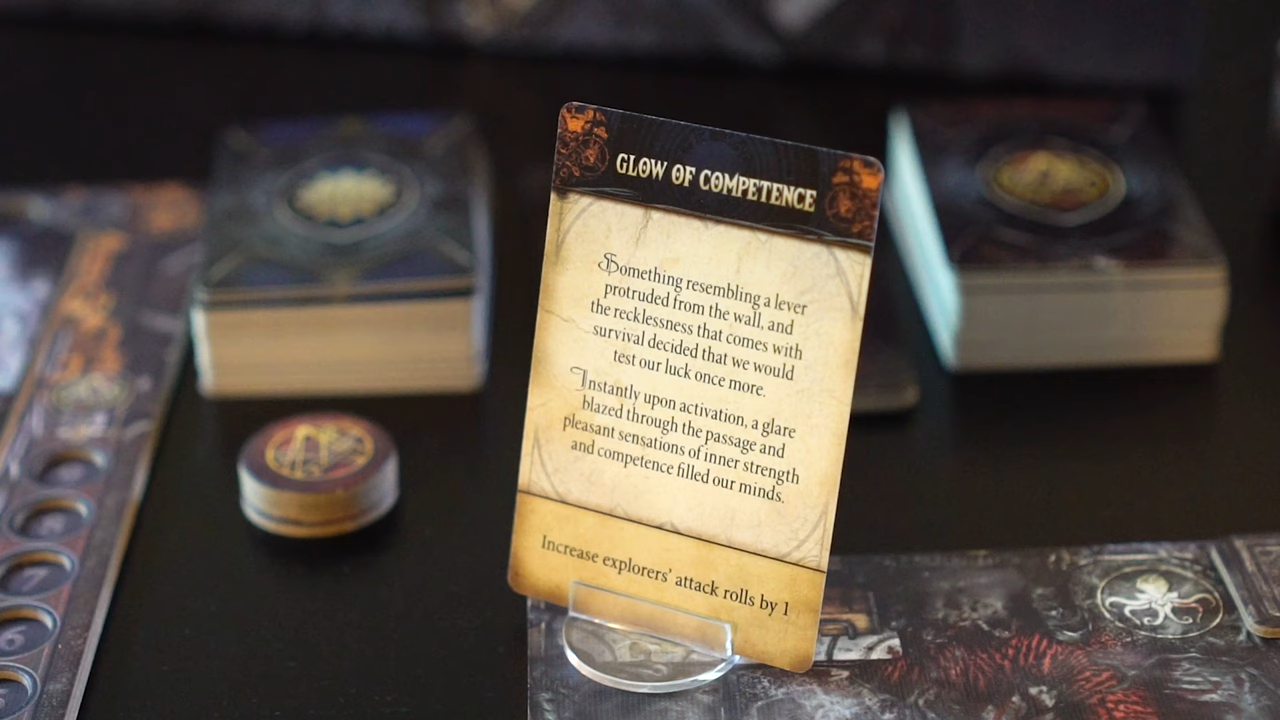 GLOW OF COMPETENCE
Something resembling a lever
protruded from the wall, and
the recklessness that comes with
survival decided that we would
test our luck once more.
Instantly upon activation, a glare
blazed through the passage and
pleasant sensations of inner strength
and competence filled our minds.
Increase explorers' attack rolls by 1
7
6